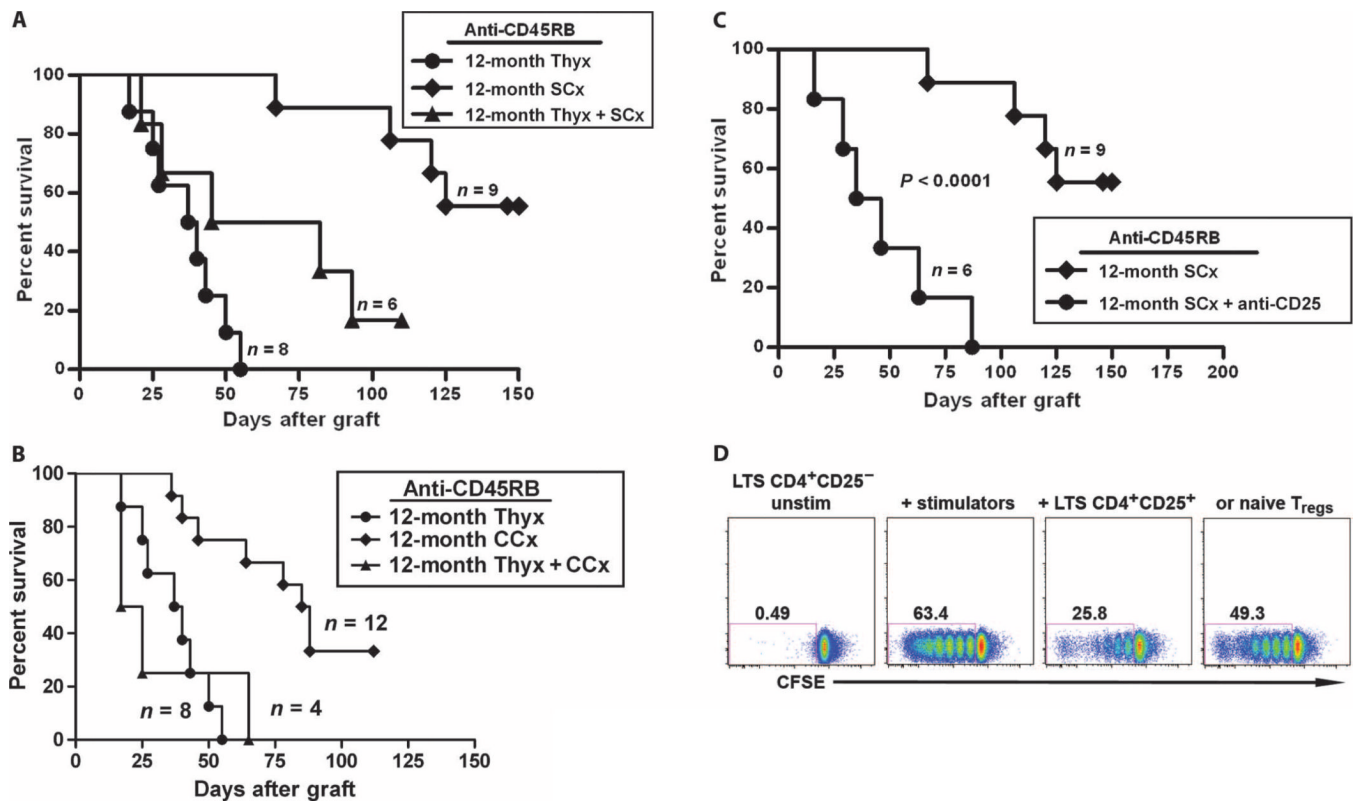 A
Anti-CD45RB
12-month Thyx
12-month SCx
12-month Thyx + SCx
Percent survival
100
80
60
40
20
0
n = 9
n = 6
n = 8
0 25 50 75 100 125 150
Days after graft
B
Anti-CD45RB
12-month Thyx
12-month CCx
12-month Thyx + CCx
Percent survival
100
80
60
40
20
0
n = 12
n = 8
n = 4
0 25 50 75 100 125 150
Days after graft
C
Percent survival
100
80
60
40
20
0
n = 9
P < 0.0001
n = 6
Anti-CD45RB
12-month SCx
12-month SCx + anti-CD25
0 25 50 75 100 125 150 175 200
Days after graft
D
LTS CD4⁺CD25⁻
unstim
+ stimulators
+ LTS CD4⁺CD25⁺
or naive Tregs
0.49
63.4
25.8
49.3
CFSE